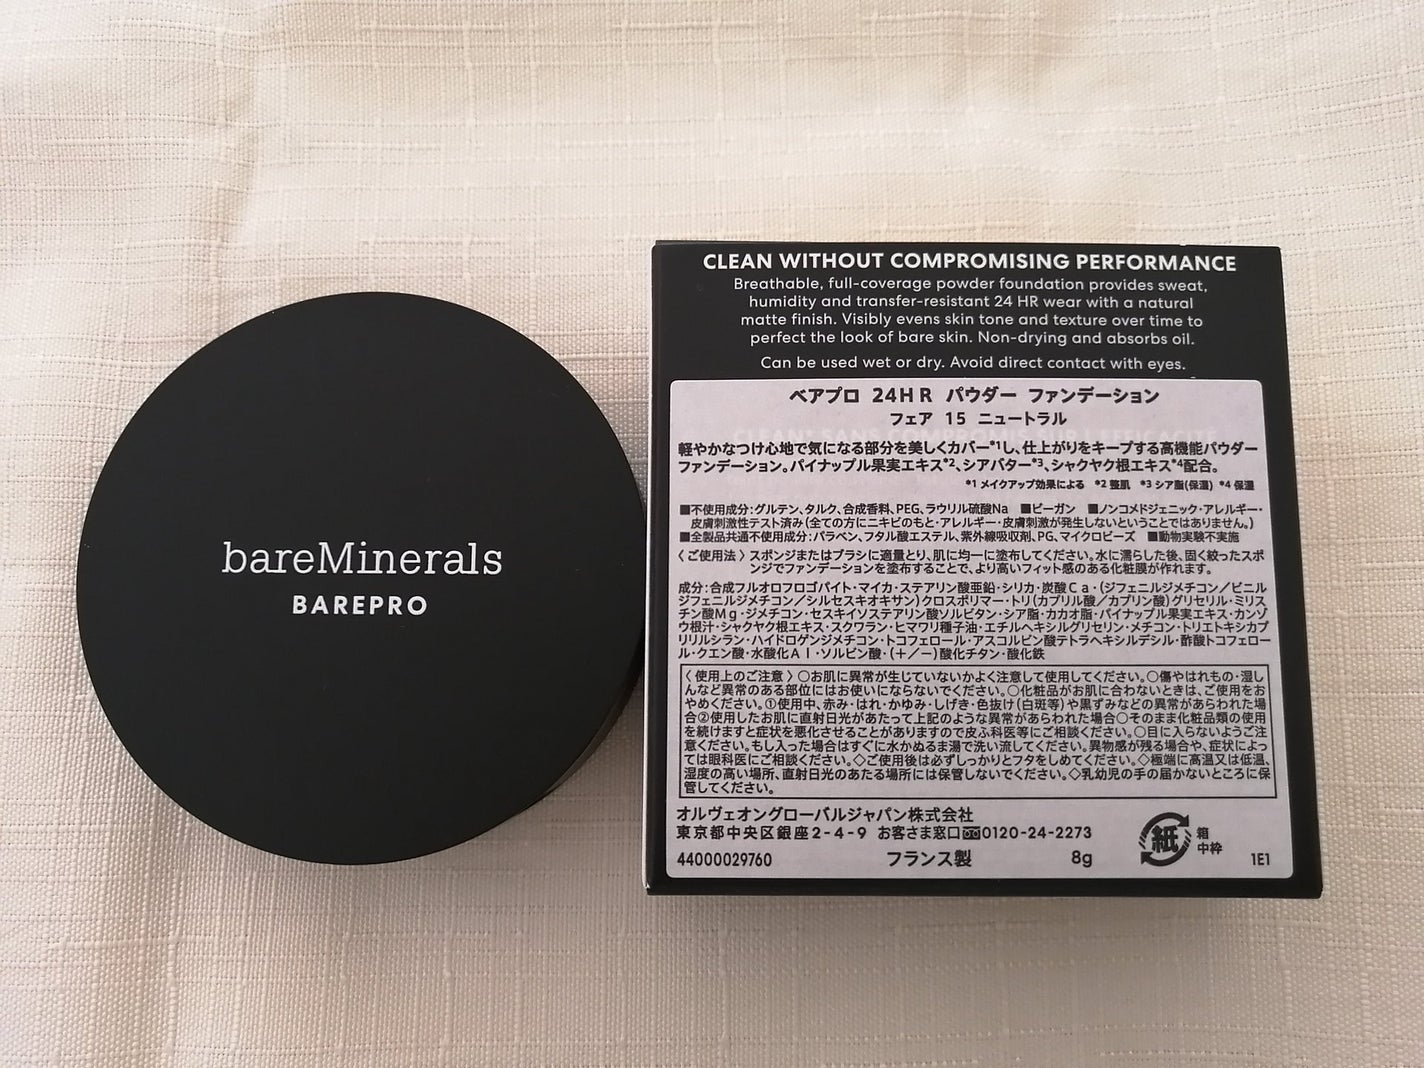 bareMinerals
BAREPRO
CLEAN WITHOUT COMPROMISING PERFORMANCE
Breathable, full-coverage powder foundation provides sweat,
humidity and transfer-resistant 24 HR wear with a natural
matte finish. Visibly evens skin tone and texture over time to
perfect the look of bare skin. Non-drying and absorbs oil.
Can be used wet or dry. Avoid direct contact with eyes.
ベアプロ 24HR パウダー ファンデーション
フェア 15 ニュートラル
軽やかなつけ心地で気になる部分を美しくカバー*1し、仕上がりをキープする高機能パウダー
ファンデーション。パイナップル果実エキス*2、シアバター*3、シャクヤク根エキス*4配合。
*1 メイクアップ効果による *2 整肌 *3 シア脂(保湿) *4 保湿
■不使用成分:グルテン、タルク、合成香料、PEG、ラウリル硫酸Na ■ビーガン ■ノンコメドジェニック・アレルギー・
皮膚刺激性テスト済み(全ての方にニキビのもと・アレルギー・皮膚刺激が発生しないということではありません。)
■全製品共通不使用成分:パラベン、フタル酸エステル、紫外線吸収剤、PG、マイクロビーズ ■動物実験不実施
〈ご使用法〉スポンジまたはブラシに適量とり、肌に均一に塗布してください。水に濡らした後、固く絞ったスポ
ンジでファンデーションを塗布することで、より高いフィット感のある化粧膜が作れます。
成分:合成フルオロフロゴパイト・マイカ・ステアリン酸亜鉛・シリカ・炭酸Ca・(ジフェニルジメチコン/ビニル
ジフェニルジメチコン/シルセスキオキサン)クロスポリマー・トリ(カプリル酸/カプリン酸)グリセリル・ミリス
チン酸Mg・ジメチコン・セスキイソステアリン酸ソルビタン・シア脂・カカオ脂・パイナップル果実エキス・カンゾ
ウ根汁・シャクヤク根エキス・スクワラン・ヒマワリ種子油・エチルヘキシルグリセリン・メチコン・トリエトキシカプ
リリルシラン・ハイドロゲンジメチコン・トコフェロール・アスコルビン酸テトラヘキシルデシル・酢酸トコフェロー
ル・クエン酸・水酸化Al・ソルビン酸・(+/−)酸化チタン・酸化鉄
〈使用上のご注意〉○お肌に異常が生じていないかよく注意して使用してください。○傷やはれもの・湿し
んなど異常のある部位にはお使いにならないでください。○化粧品がお肌に合わないときは、ご使用をお
やめください。①使用中、赤み・はれ・かゆみ・しげき・色抜け(白斑等)や黒ずみなどの異常があらわれた場
合②使用したお肌に直射日光があたって上記のような異常があらわれた場合○そのまま化粧品類の使用
を続けますと症状を悪化させることがありますので皮ふ科医等にご相談ください。○目に入らないようご注
意ください。もし入った場合はすぐに水かぬるま湯で洗い流してください。異物感が残る場合や、症状によっ
ては眼科医にご相談ください。◇ご使用後は必ずしっかりとフタをしめてください。◇極端に高温又は低温、
湿度の高い場所、直射日光のあたる場所には保管しないでください。◇乳幼児の手の届かないところに保
管してください。
オルヴェオングローバルジャパン株式会社
東京都中央区銀座2-4-9 お客さま窓口0120-24-2273
紙 箱
中枠
44000029760 フランス製 8g 1E1